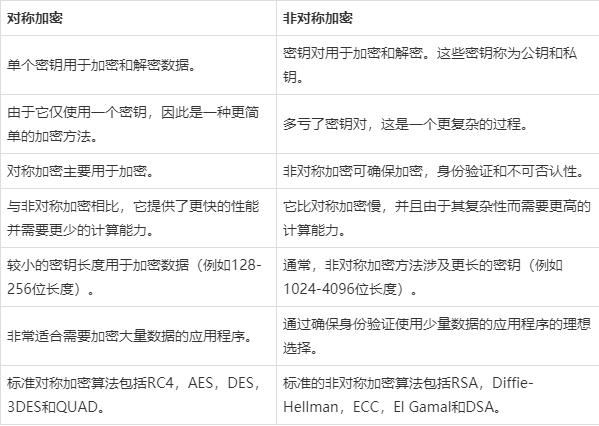 对称加密
非对称加密
单个密钥用于加密和解密数据。
密钥对用于加密和解密。这些密钥称为公钥和私
钥。
由于它仅使用一个密钥，因此是一种更简
单的加密方法。
多亏了密钥对，这是一个更复杂的过程。
对称加密主要用于加密。
非对称加密可确保加密，身份验证和不可否认性。
与非对称加密相比，它提供了更快的性能
并需要更少的计算能力。
它比对称加密慢，并且由于其复杂性而需要更高的
计算能力。
较小的密钥长度用于加密数据（例如128-
256位长度）。
通常，非对称加密方法涉及更长的密钥（例如
1024-4096位长度）。
非常适合需要加密大量数据的应用程序。
通过确保身份验证使用少量数据的应用程序的理想
选择。
标准对称加密算法包括RC4，AES，DES，
3DES和QUAD。
标准的非对称加密算法包括RSA，Diffie-
Hellman，ECC，El Gamal和DSA。